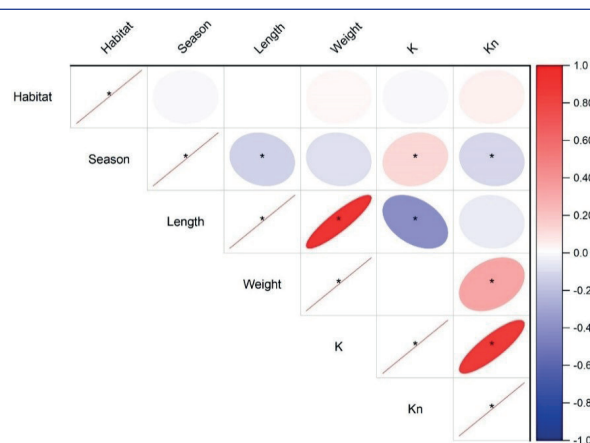 Habitat
Season
Length
Weight
K
Kn
Habitat
*
Season
*
*
*
*
Length
*
*
*
Weight
*
*
K
*
*
Kn
*
1.0
0.80
0.60
0.40
0.20
0.0
-0.2
-0.4
-0.6
-0.8
-1.0